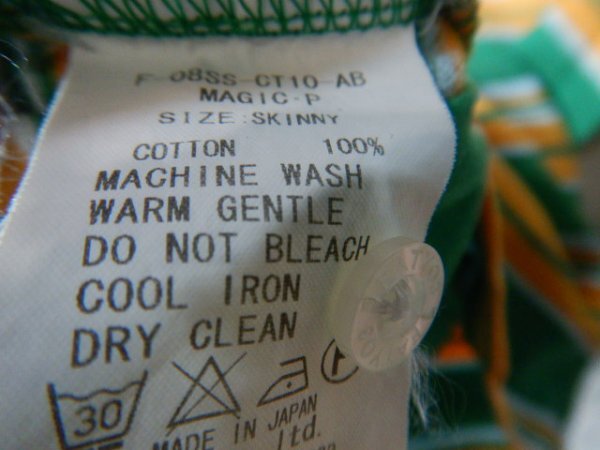 F-08SS-CT10-AB
MAGIC-P
SIZE:SKINNY
COTTON 100%
MACHINE WASH
WARM GENTLE
DO NOT BLEACH
COOL IRON
DRY CLEAN
30
MADE IN JAPAN
ltd.